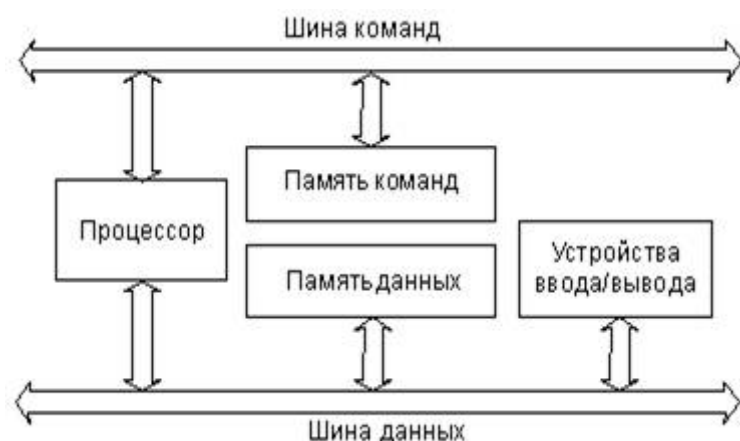 Шина команд
Память команд
Процессор
Память данных
Устройства
ввода/вывода
Шина данных